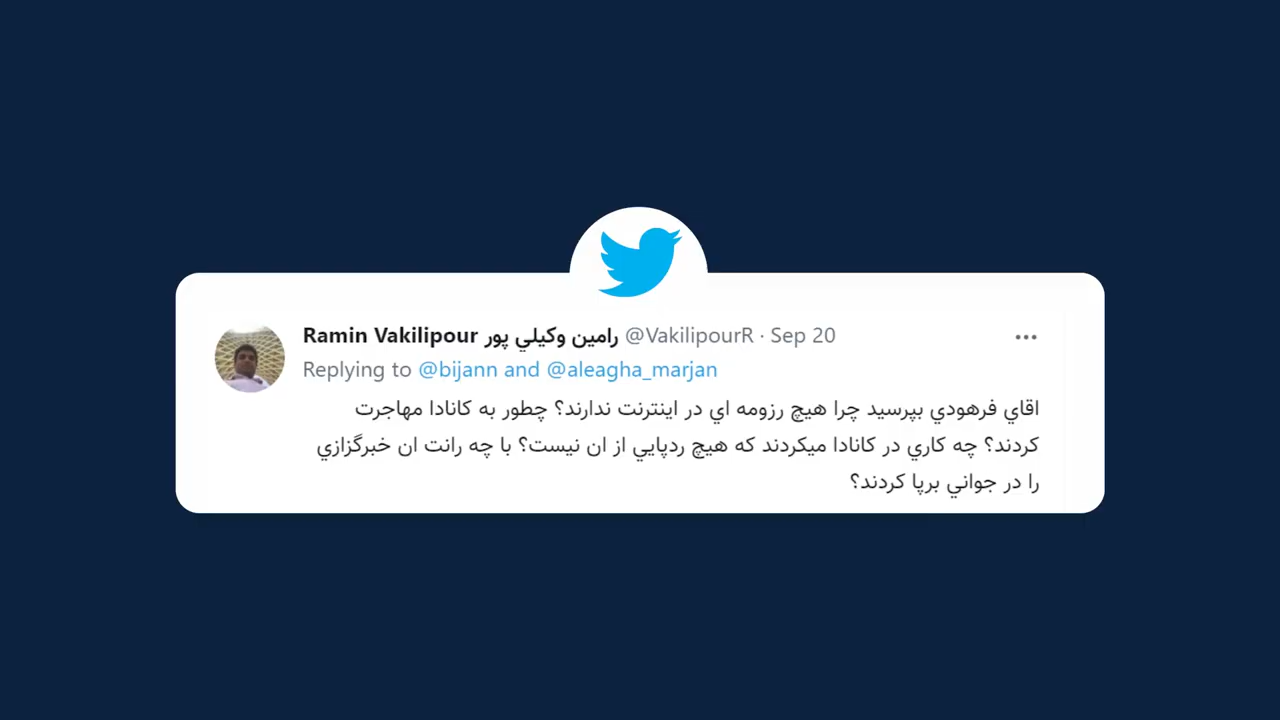 Ramin Vakilipour رامين وكيلي پور @VakilipourR · Sep 20
Replying to @bijann and @aleagha_marjan
اقاي فرهودي بپرسيد چرا هيچ رزومه اي در اينترنت ندارند؟ چطور به كانادا مهاجرت
كردند؟ چه كاري در كانادا ميكردند كه هيچ ردپايي از ان نيست؟ با چه رانت ان خبرگزازي
را در جواني برپا كردند؟